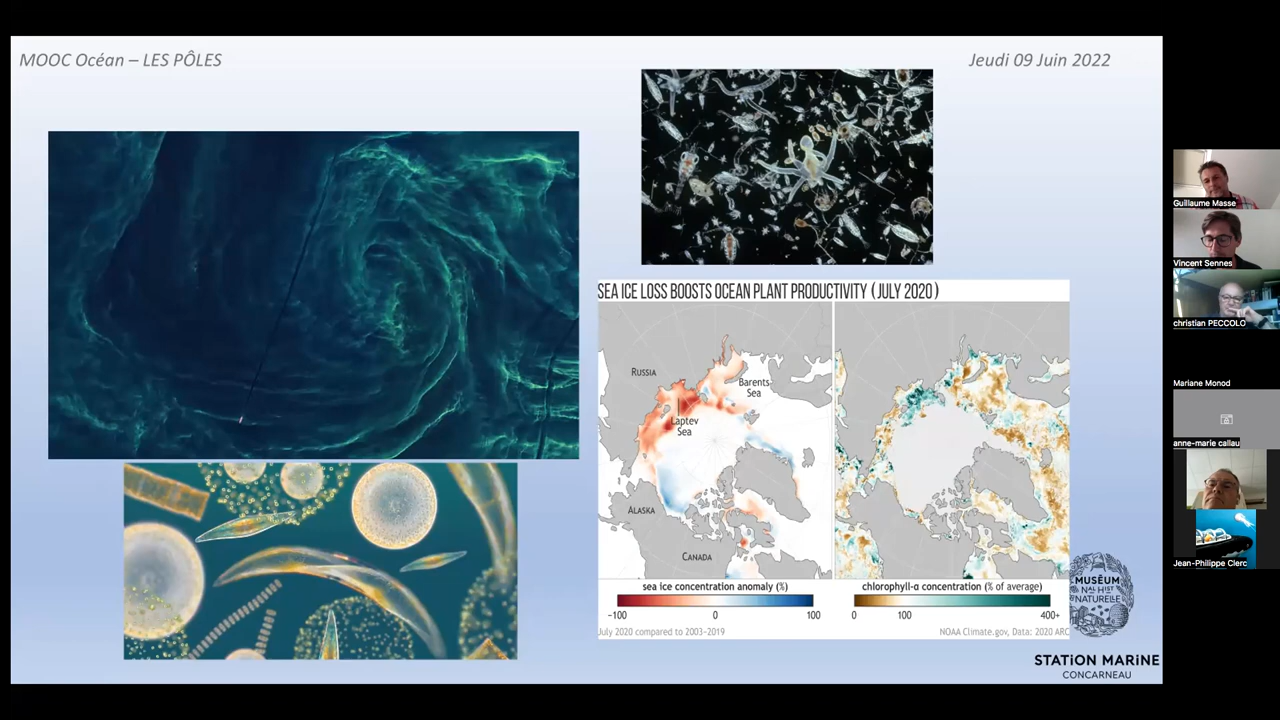 MOOC Océan – LES PÔLES
Jeudi 09 Juin 2022
SEA ICE LOSS BOOSTS OCEAN PLANT PRODUCTIVITY (JULY 2020)
RUSSIA
Barents
Sea
Laptev
Sea
ALASKA
CANADA
sea ice concentration anomaly (%)
-100
0
100
July 2020 compared to 2003-2019
chlorophyll-α concentration (% of average)
0
100
400+
NOAA Climate.gov, Data: 2020 ARC
MUSÉUM
NAT HIST
NATURELLE
STATiON MARiNE
CONCARNEAU
Guillaume Masse
Vincent Sennes
christian PECCOLO
Mariane Monod
anne-marie callau
Jean-Philippe Clerc